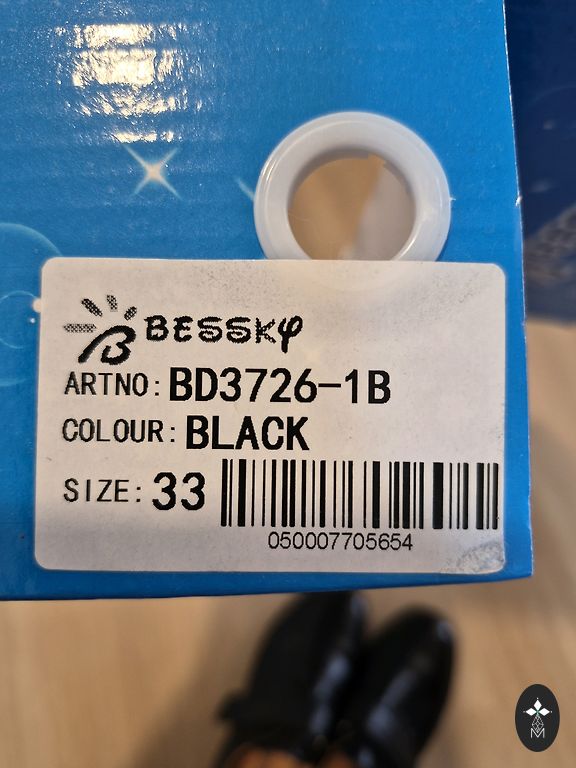 BESSKY
ARTNO: BD3726-1B
COLOUR: BLACK
SIZE: 33
050007705654